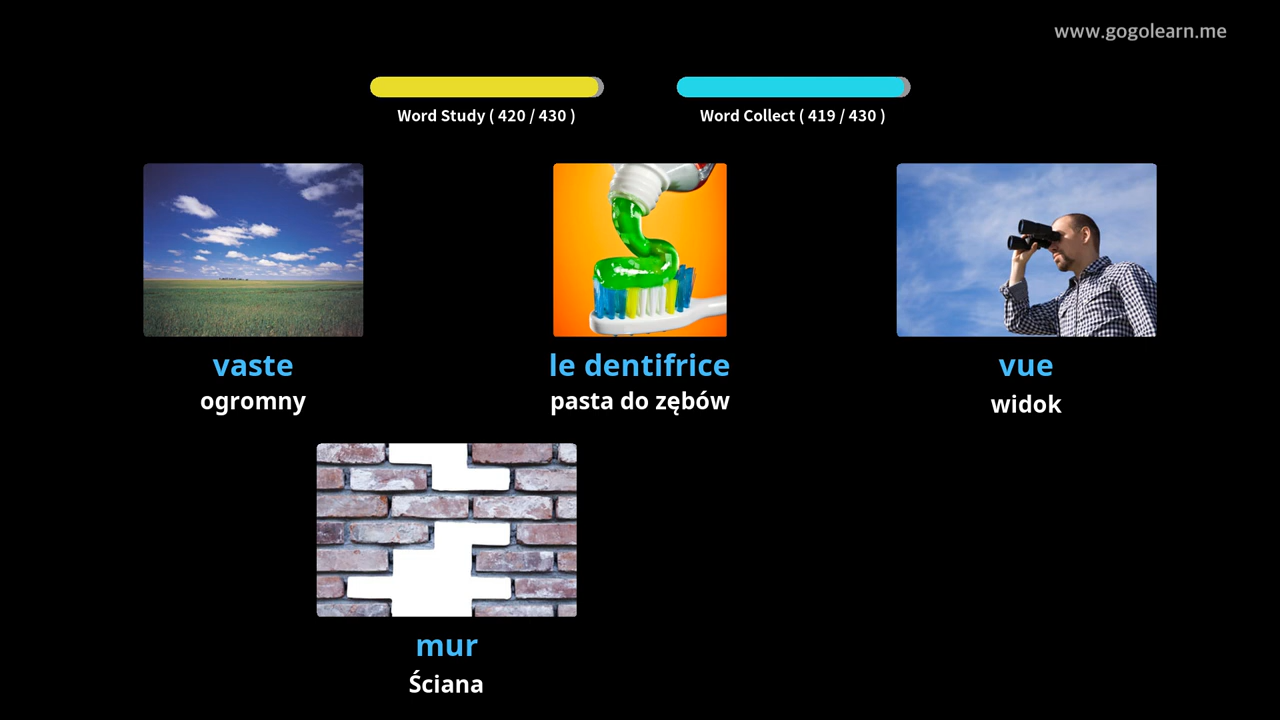 www.gogolearn.me
Word Study ( 420 / 430 )
Word Collect ( 419 / 430 )
vaste
ogromny
le dentifrice
pasta do zębów
vue
widok
mur
Ściana